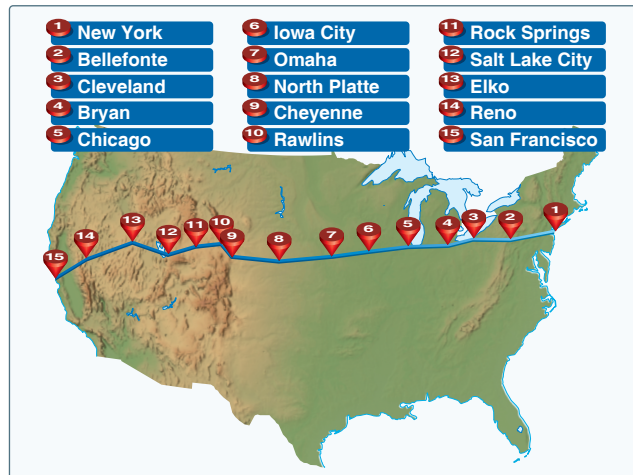 1 New York
2 Bellefonte
3 Cleveland
4 Bryan
5 Chicago
6 Iowa City
7 Omaha
8 North Platte
9 Cheyenne
10 Rawlins
11 Rock Springs
12 Salt Lake City
13 Elko
14 Reno
15 San Francisco
15
14
13
12
11
10
9
8
7
6
5
4
3
2
1